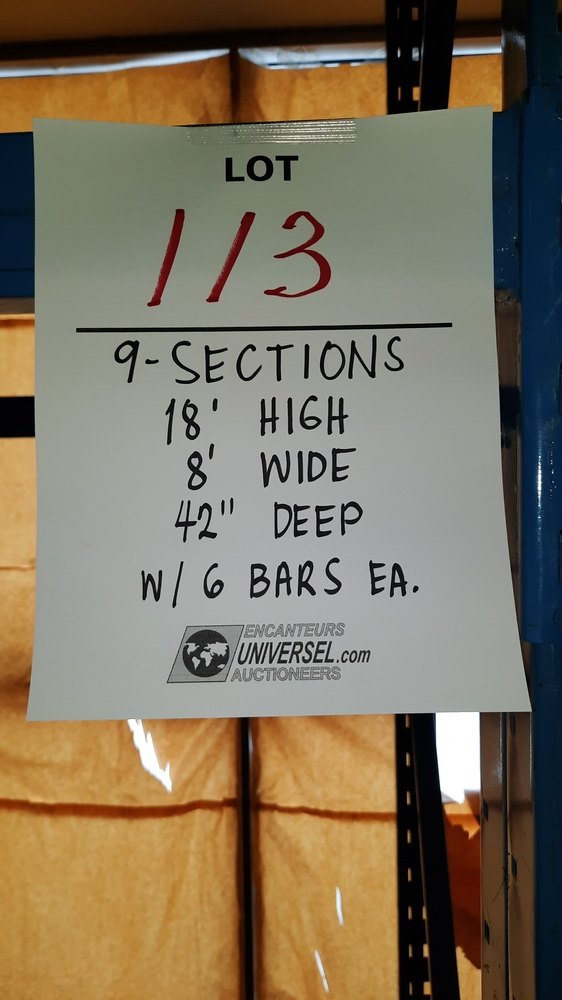 LOT
113
9-SECTIONS
18' HIGH
8' WIDE
42" DEEP
W/ 6 BARS EA.
ENCANTEURS
UNIVERSEL.com
AUCTIONEERS